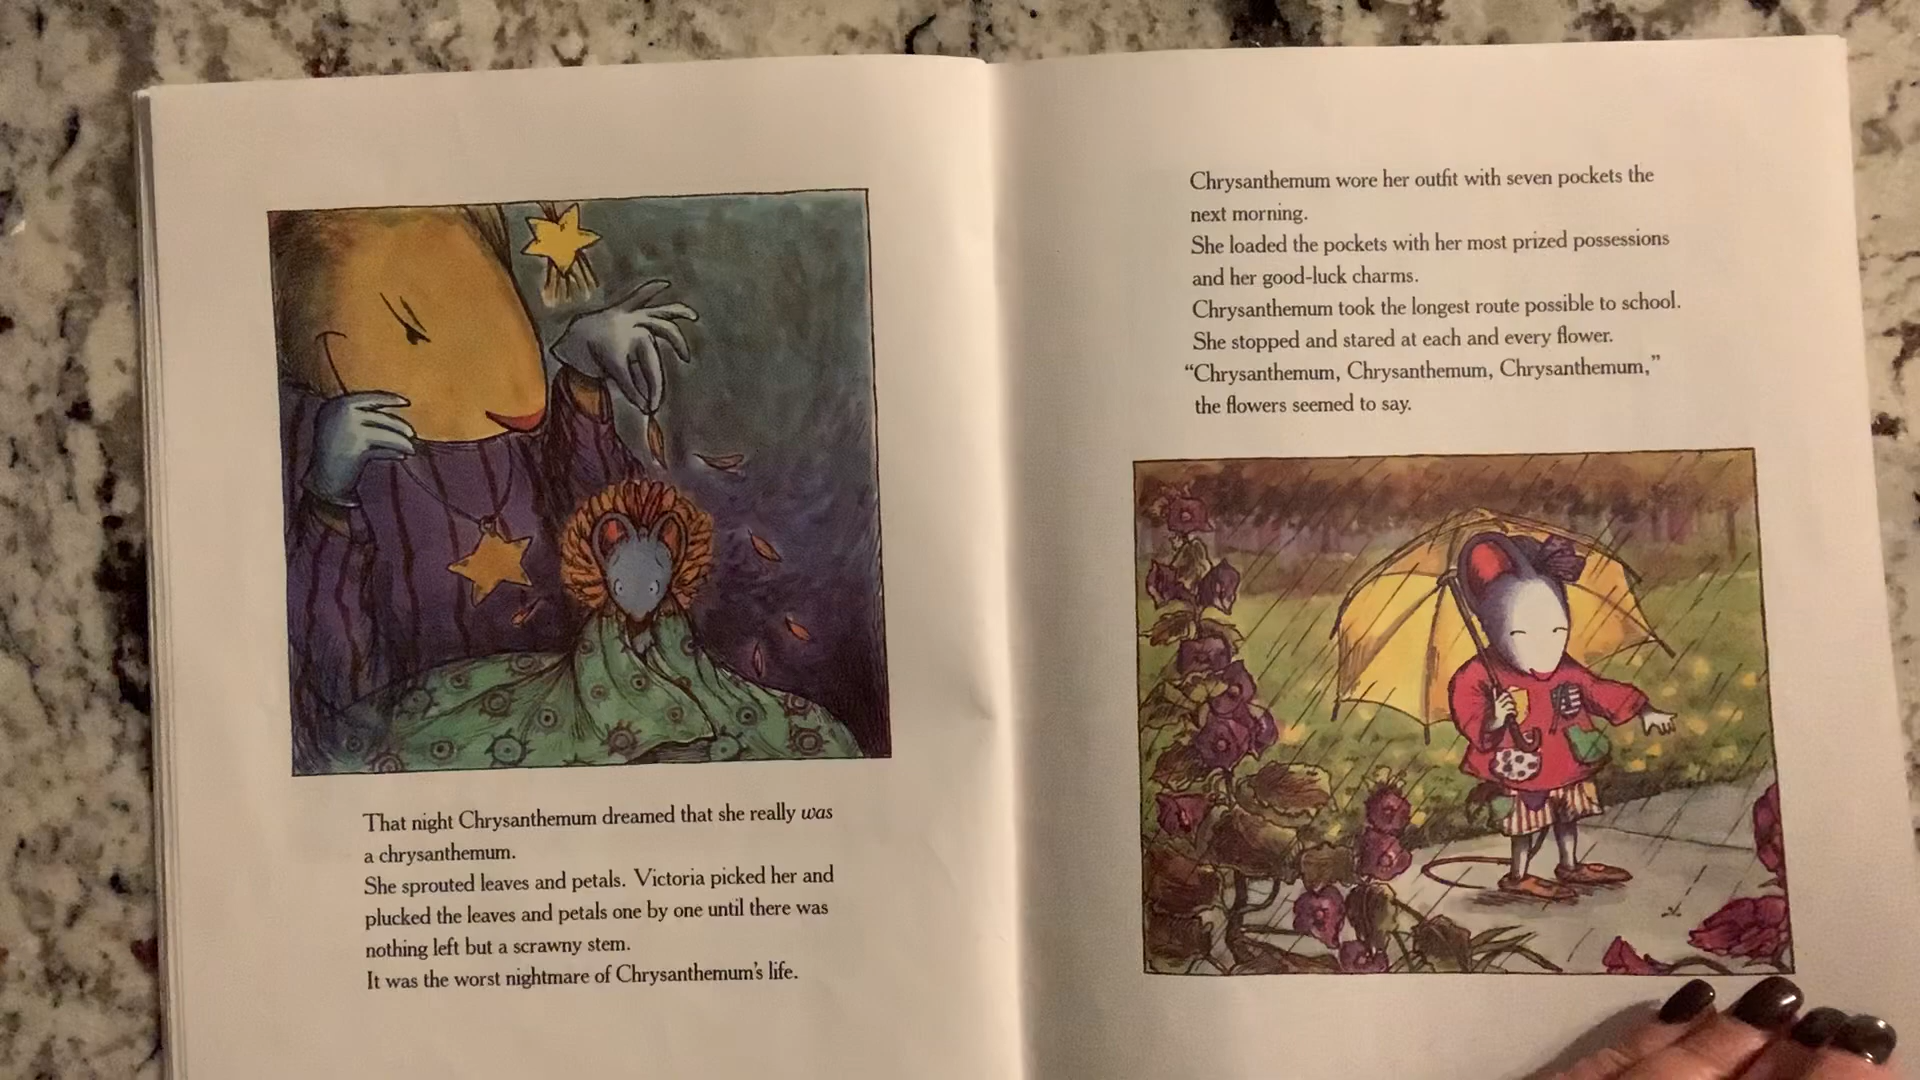 That night Chrysanthemum dreamed that she really was
a chrysanthemum.
She sprouted leaves and petals. Victoria picked her and
plucked the leaves and petals one by one until there was
nothing left but a scrawny stem.
It was the worst nightmare of Chrysanthemum's life.
Chrysanthemum wore her outfit with seven pockets the
next morning.
She loaded the pockets with her most prized possessions
and her good-luck charms.
Chrysanthemum took the longest route possible to school.
She stopped and stared at each and every flower.
“Chrysanthemum, Chrysanthemum, Chrysanthemum,”
the flowers seemed to say.